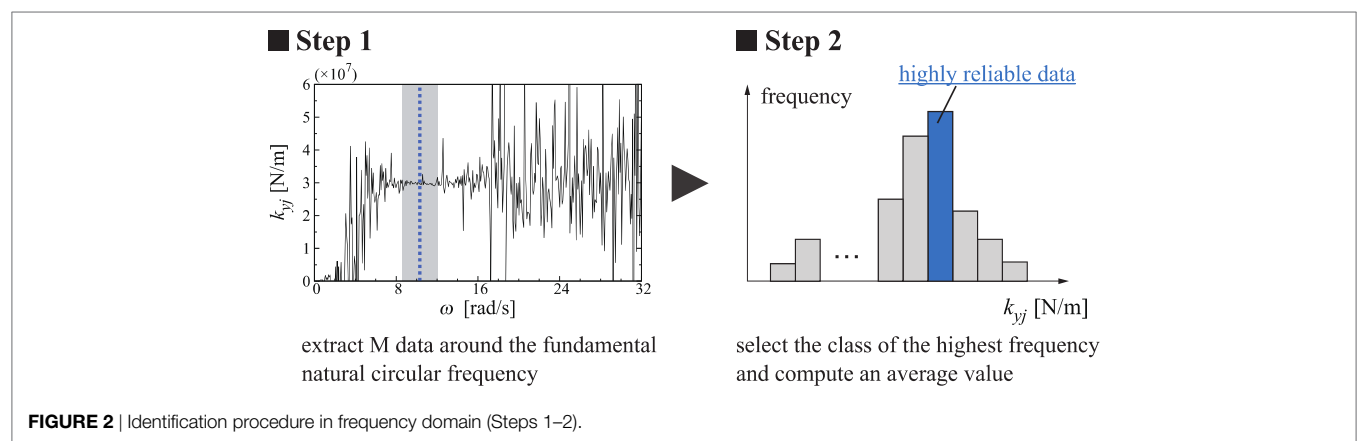 ■ Step 1
(×10⁷)
6
5
4
3
2
1
0
k_yj [N/m]
0 8 16 24 32
ω [rad/s]
extract M data around the fundamental
natural circular frequency
■ Step 2
highly reliable data
frequency
...
k_yj [N/m]
select the class of the highest frequency
and compute an average value
FIGURE 2 | Identification procedure in frequency domain (Steps 1–2).